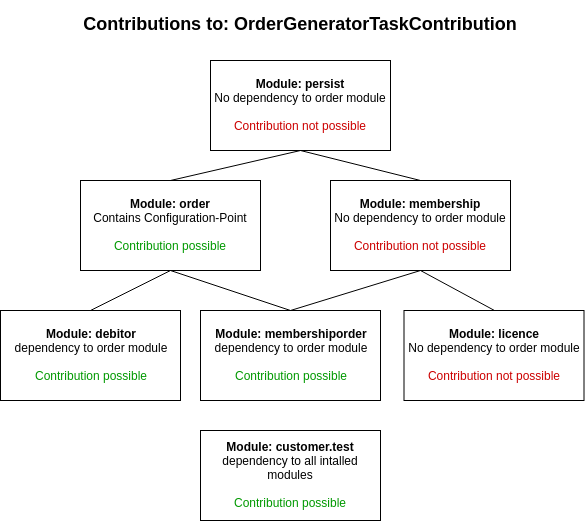 Contributions to: OrderGeneratorTaskContribution
Module: persist
No dependency to order module
Contribution not possible
Module: order
Contains Configuration-Point
Contribution possible
Module: membership
No dependency to order module
Contribution not possible
Module: debitor
dependency to order module
Contribution possible
Module: membershiporder
dependency to order module
Contribution possible
Module: licence
No dependency to order module
Contribution not possible
Module: customer.test
dependency to all intalled
modules
Contribution possible